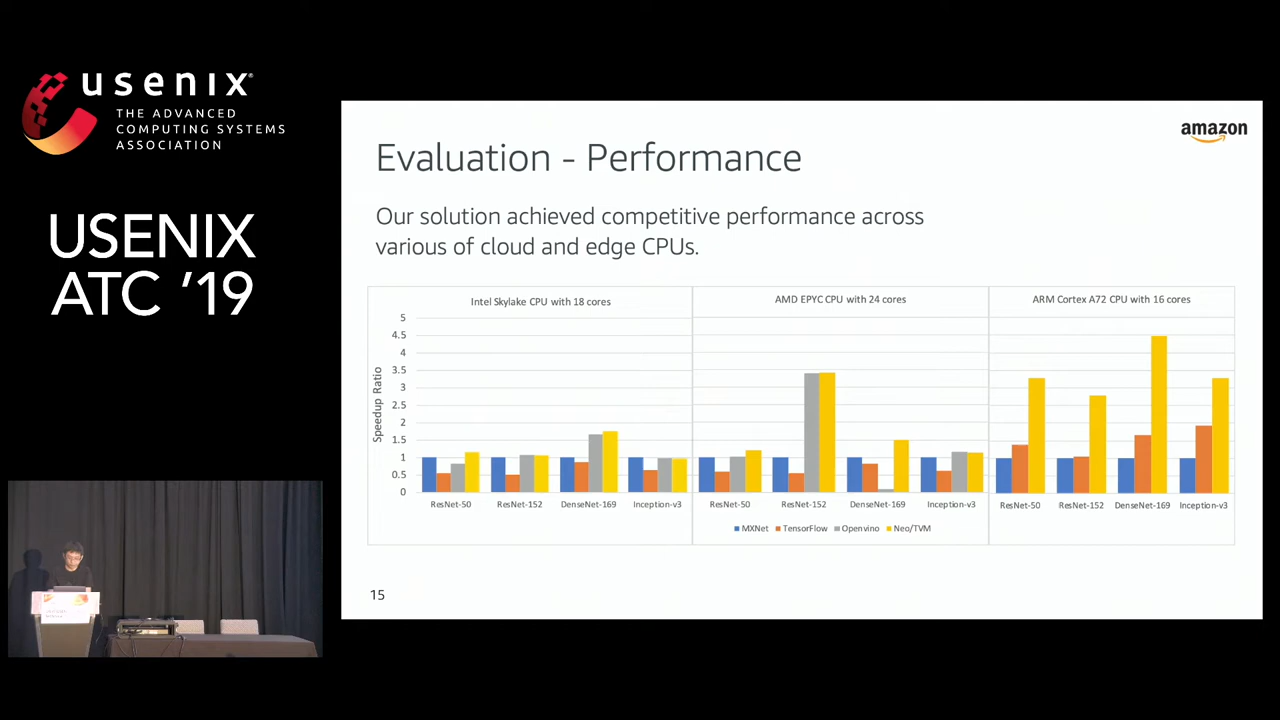 usenix®
THE ADVANCED
COMPUTING SYSTEMS
ASSOCIATION
USENIX
ATC ’19
amazon
Evaluation - Performance
Our solution achieved competitive performance across
various of cloud and edge CPUs.
Intel Skylake CPU with 18 cores
AMD EPYC CPU with 24 cores
ARM Cortex A72 CPU with 16 cores
Speedup Ratio
5
4.5
4
3.5
3
2.5
2
1.5
1
0.5
0
ResNet-50 ResNet-152 DenseNet-169 Inception-v3
ResNet-50 ResNet-152 DenseNet-169 Inception-v3
ResNet-50 ResNet-152 DenseNet-169 Inception-v3
MXNet TensorFlow Openvino Neo/TVM
15